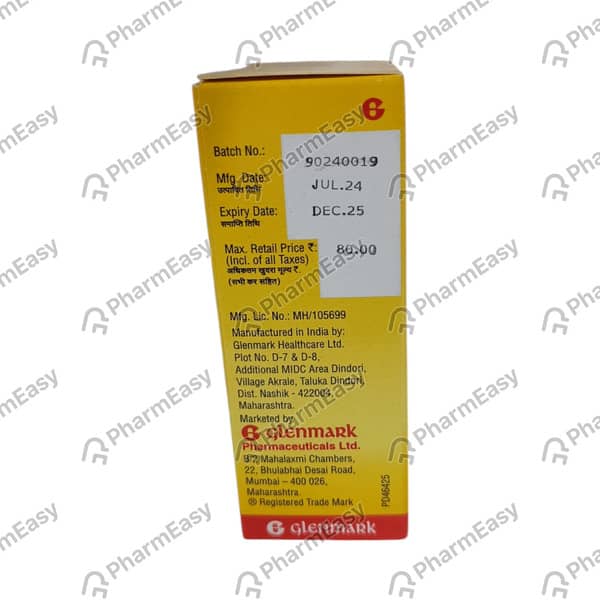 Batch No.: 90240019
Mfg. Date: JUL.24
उत्पादित तिथि
Expiry Date: DEC.25
समाप्ति तिथि
Max. Retail Price ₹: 80.00
(Incl. of all Taxes)
अधिकतम खुदरा मूल्य ₹.
(सभी कर सहित)
Mfg. Lic. No.: MH/105699
Manufactured in India by:
Glenmark Healthcare Ltd.
Plot No. D-7 & D-8,
Additional MIDC Area Dindori,
Village Akrale, Taluka Dindori,
Dist. Nashik - 422004,
Maharashtra.
Marketed by
glenmark
Pharmaceuticals Ltd.
B/2 Mahalaxmi Chambers,
22, Bhulabhai Desai Road,
Mumbai – 400 026,
Maharashtra.
® Registered Trade Mark
PD46425
glenmark
PharmEasy